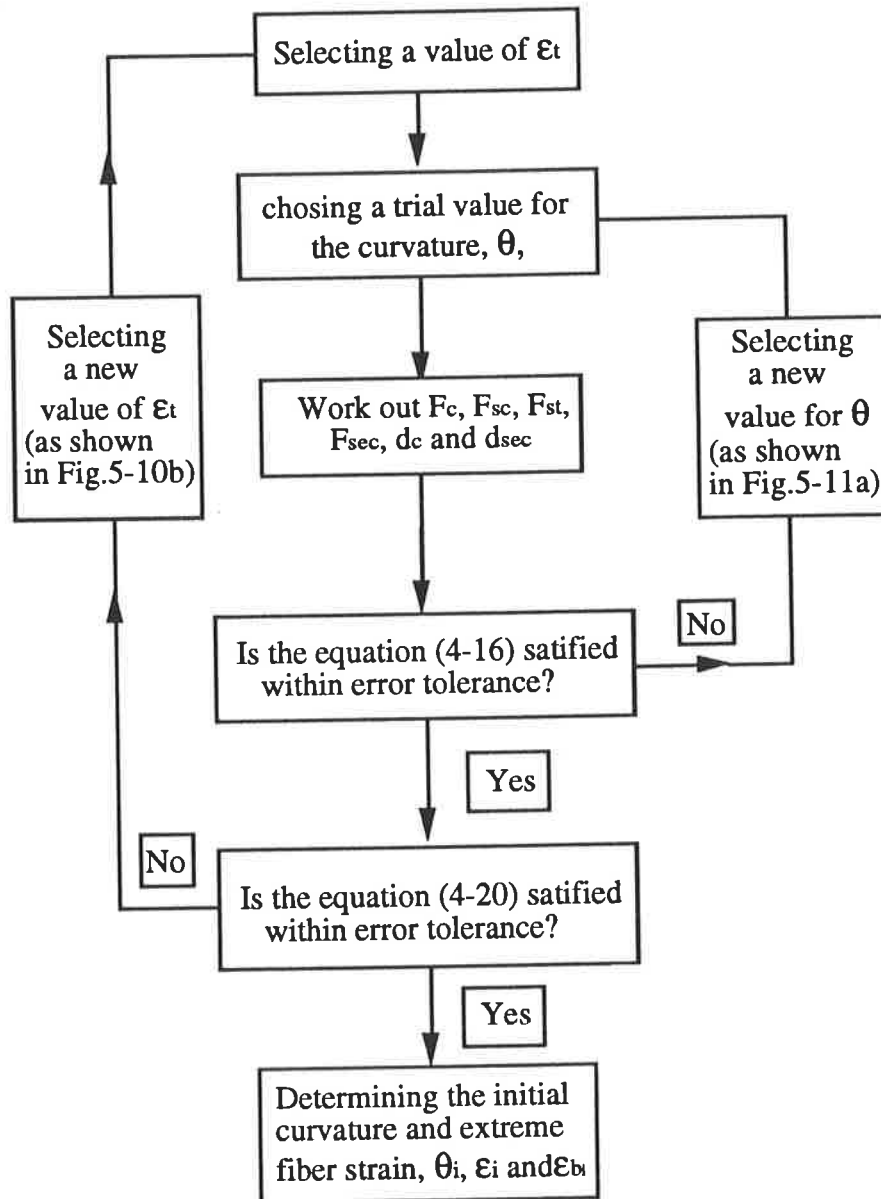 Selecting a value of εt
chosing a trial value for
the curvature, θ,
Selecting
a new
value of εt
(as shown
in Fig.5-10b)
Selecting
a new
value for θ
(as shown
in Fig.5-11a)
Work out Fc, Fsc, Fst,
Fsec, dc and dsec
No
Is the equation (4-16) satified
within error tolerance?
Yes
No
Is the equation (4-20) satified
within error tolerance?
Yes
Determining the initial
curvature and extreme
fiber strain, θi, εi andεbi